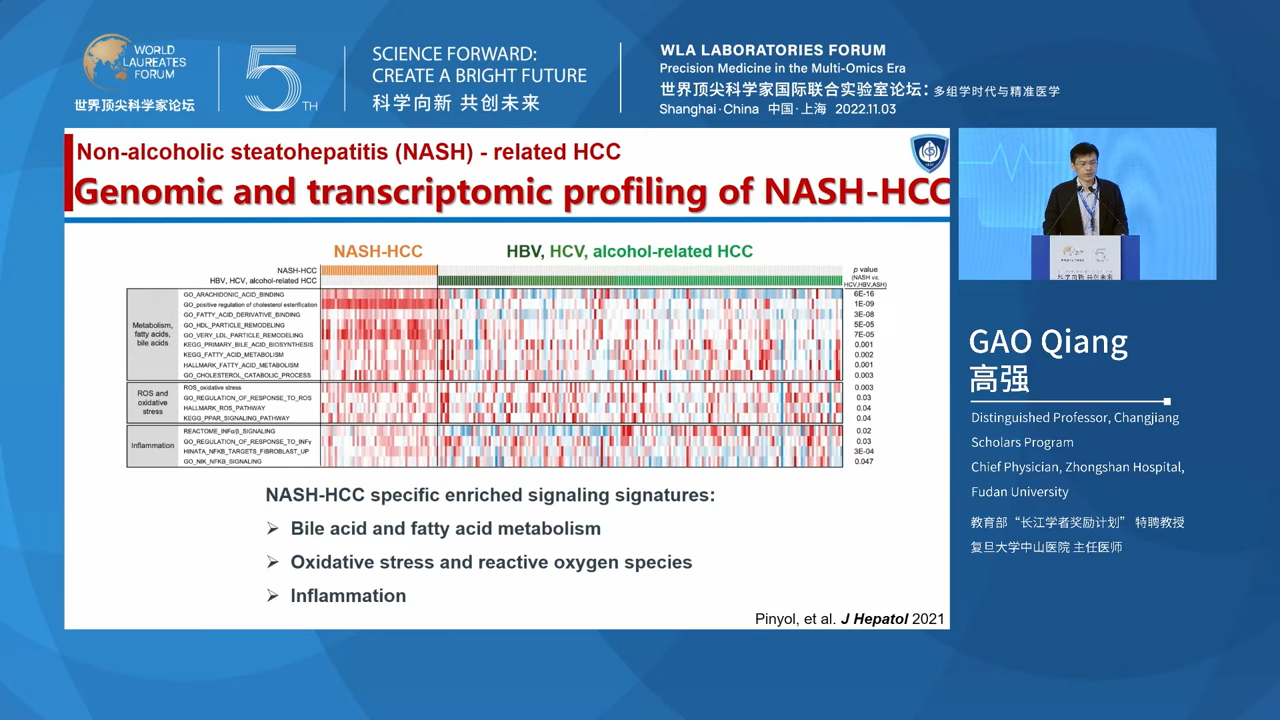 WORLD
LAUREATES
FORUM
世界顶尖科学家论坛
5TH
SCIENCE FORWARD:
CREATE A BRIGHT FUTURE
科学向新 共创未来
WLA LABORATORIES FORUM
Precision Medicine in the Multi-Omics Era
世界顶尖科学家国际联合实验室论坛：多组学时代与精准医学
Shanghai·China 中国·上海 2022.11.03
Non-alcoholic steatohepatitis (NASH) - related HCC
Genomic and transcriptomic profiling of NASH-HCC
NASH-HCC
HBV, HCV, alcohol-related HCC
NASH-HCC
HBV, HCV, alcohol-related HCC
p value
(NASH vs.
HCV,HBV,ASH)
Metabolism,
fatty acids,
bile acids
GO_ARACHIDONIC_ACID_BINDING 6E-16
GO_positive regulation of cholesterol esterification 1E-09
GO_FATTY_ACID_DERIVATIVE_BINDING 3E-08
GO_HDL_PARTICLE_REMODELING 5E-05
GO_VERY_LDL_PARTICLE_REMODELING 7E-05
KEGG_PRIMARY_BILE_ACID_BIOSYNTHESIS 0.001
KEGG_FATTY_ACID_METABOLISM 0.002
HALLMARK_FATTY_ACID_METABOLISM 0.001
GO_CHOLESTEROL_CATABOLIC_PROCESS 0.003
ROS and
oxidative
stress
ROS_oxidative stress 0.003
GO_REGULATION_OF_RESPONSE_TO_ROS 0.03
HALLMARK_ROS_PATHWAY 0.04
KEGG_PPAR_SIGNALING_PATHWAY 0.04
Inflammation
REACTOME_INFα/β_SIGNALING 0.02
GO_REGULATION_OF_RESPONSE_TO_INFγ 0.03
HINATA_NFKB_TARGETS_FIBROBLAST_UP 3E-04
GO_NIK_NFKB_SIGNALING 0.047
NASH-HCC specific enriched signaling signatures:
➢ Bile acid and fatty acid metabolism
➢ Oxidative stress and reactive oxygen species
➢ Inflammation
Pinyol, et al. J Hepatol 2021
科学向新 共创未来
GAO Qiang
高强
Distinguished Professor, Changjiang
Scholars Program
Chief Physician, Zhongshan Hospital,
Fudan University
教育部“长江学者奖励计划” 特聘教授
复旦大学中山医院 主任医师